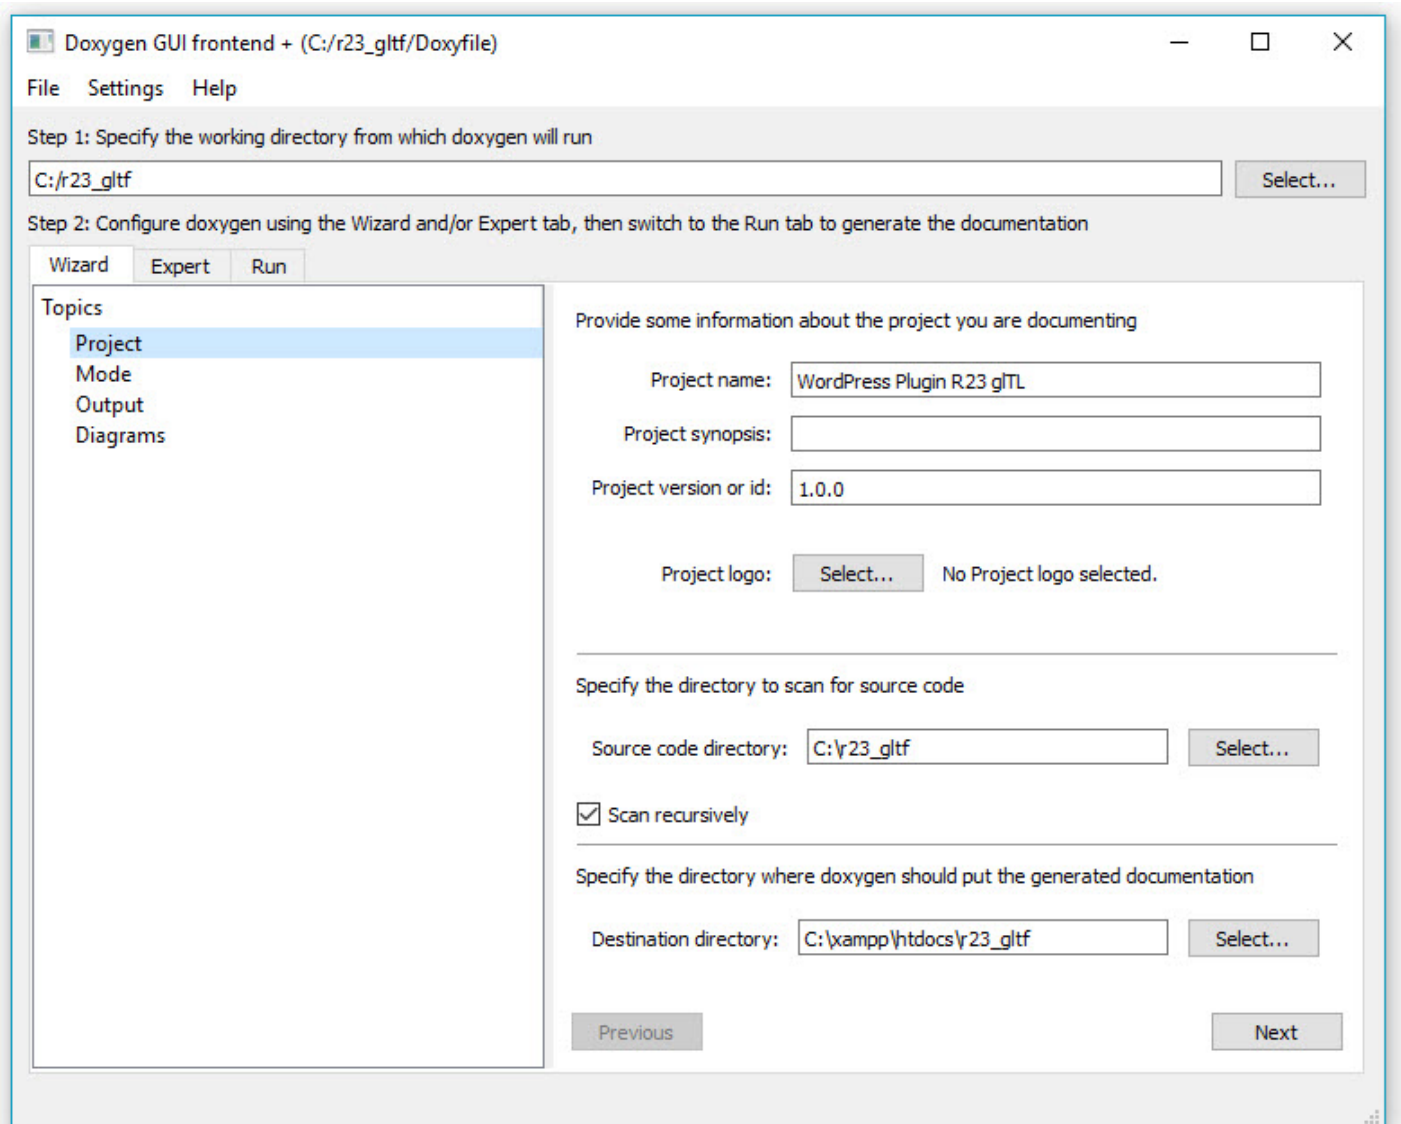 Doxygen GUI frontend + (C:/r23_gltf/Doxyfile)
File Settings Help
Step 1: Specify the working directory from which doxygen will run
C:/r23_gltf Select...
Step 2: Configure doxygen using the Wizard and/or Expert tab, then switch to the Run tab to generate the documentation
Wizard Expert Run
Topics
Project
Mode
Output
Diagrams
Provide some information about the project you are documenting
Project name: WordPress Plugin R23 glTL
Project synopsis:
Project version or id: 1.0.0
Project logo: Select... No Project logo selected.
Specify the directory to scan for source code
Source code directory: C:\r23_gltf Select...
Scan recursively
Specify the directory where doxygen should put the generated documentation
Destination directory: C:\xampp\htdocs\r23_gltf Select...
Previous Next